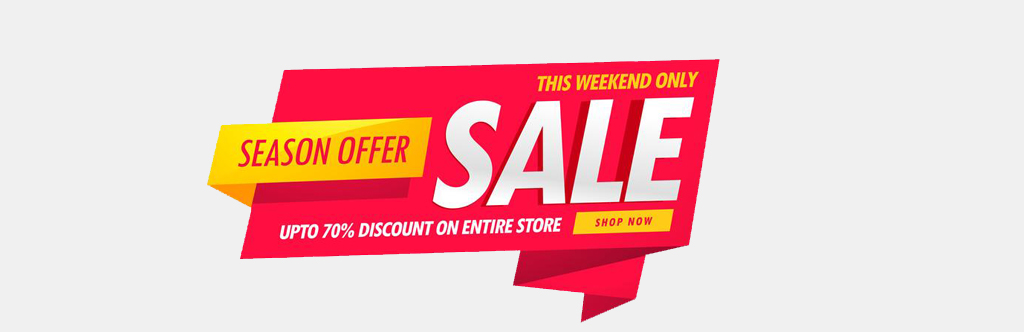 THIS WEEKEND ONLY
SEASON OFFER
SALE
UPTO 70% DISCOUNT ON ENTIRE STORE
SHOP NOW